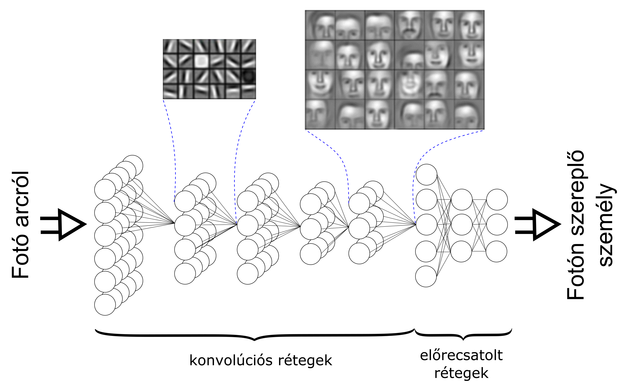 Fotó arcról
Fotón szereplő
személy
konvolúciós rétegek
előrecsatolt
rétegek